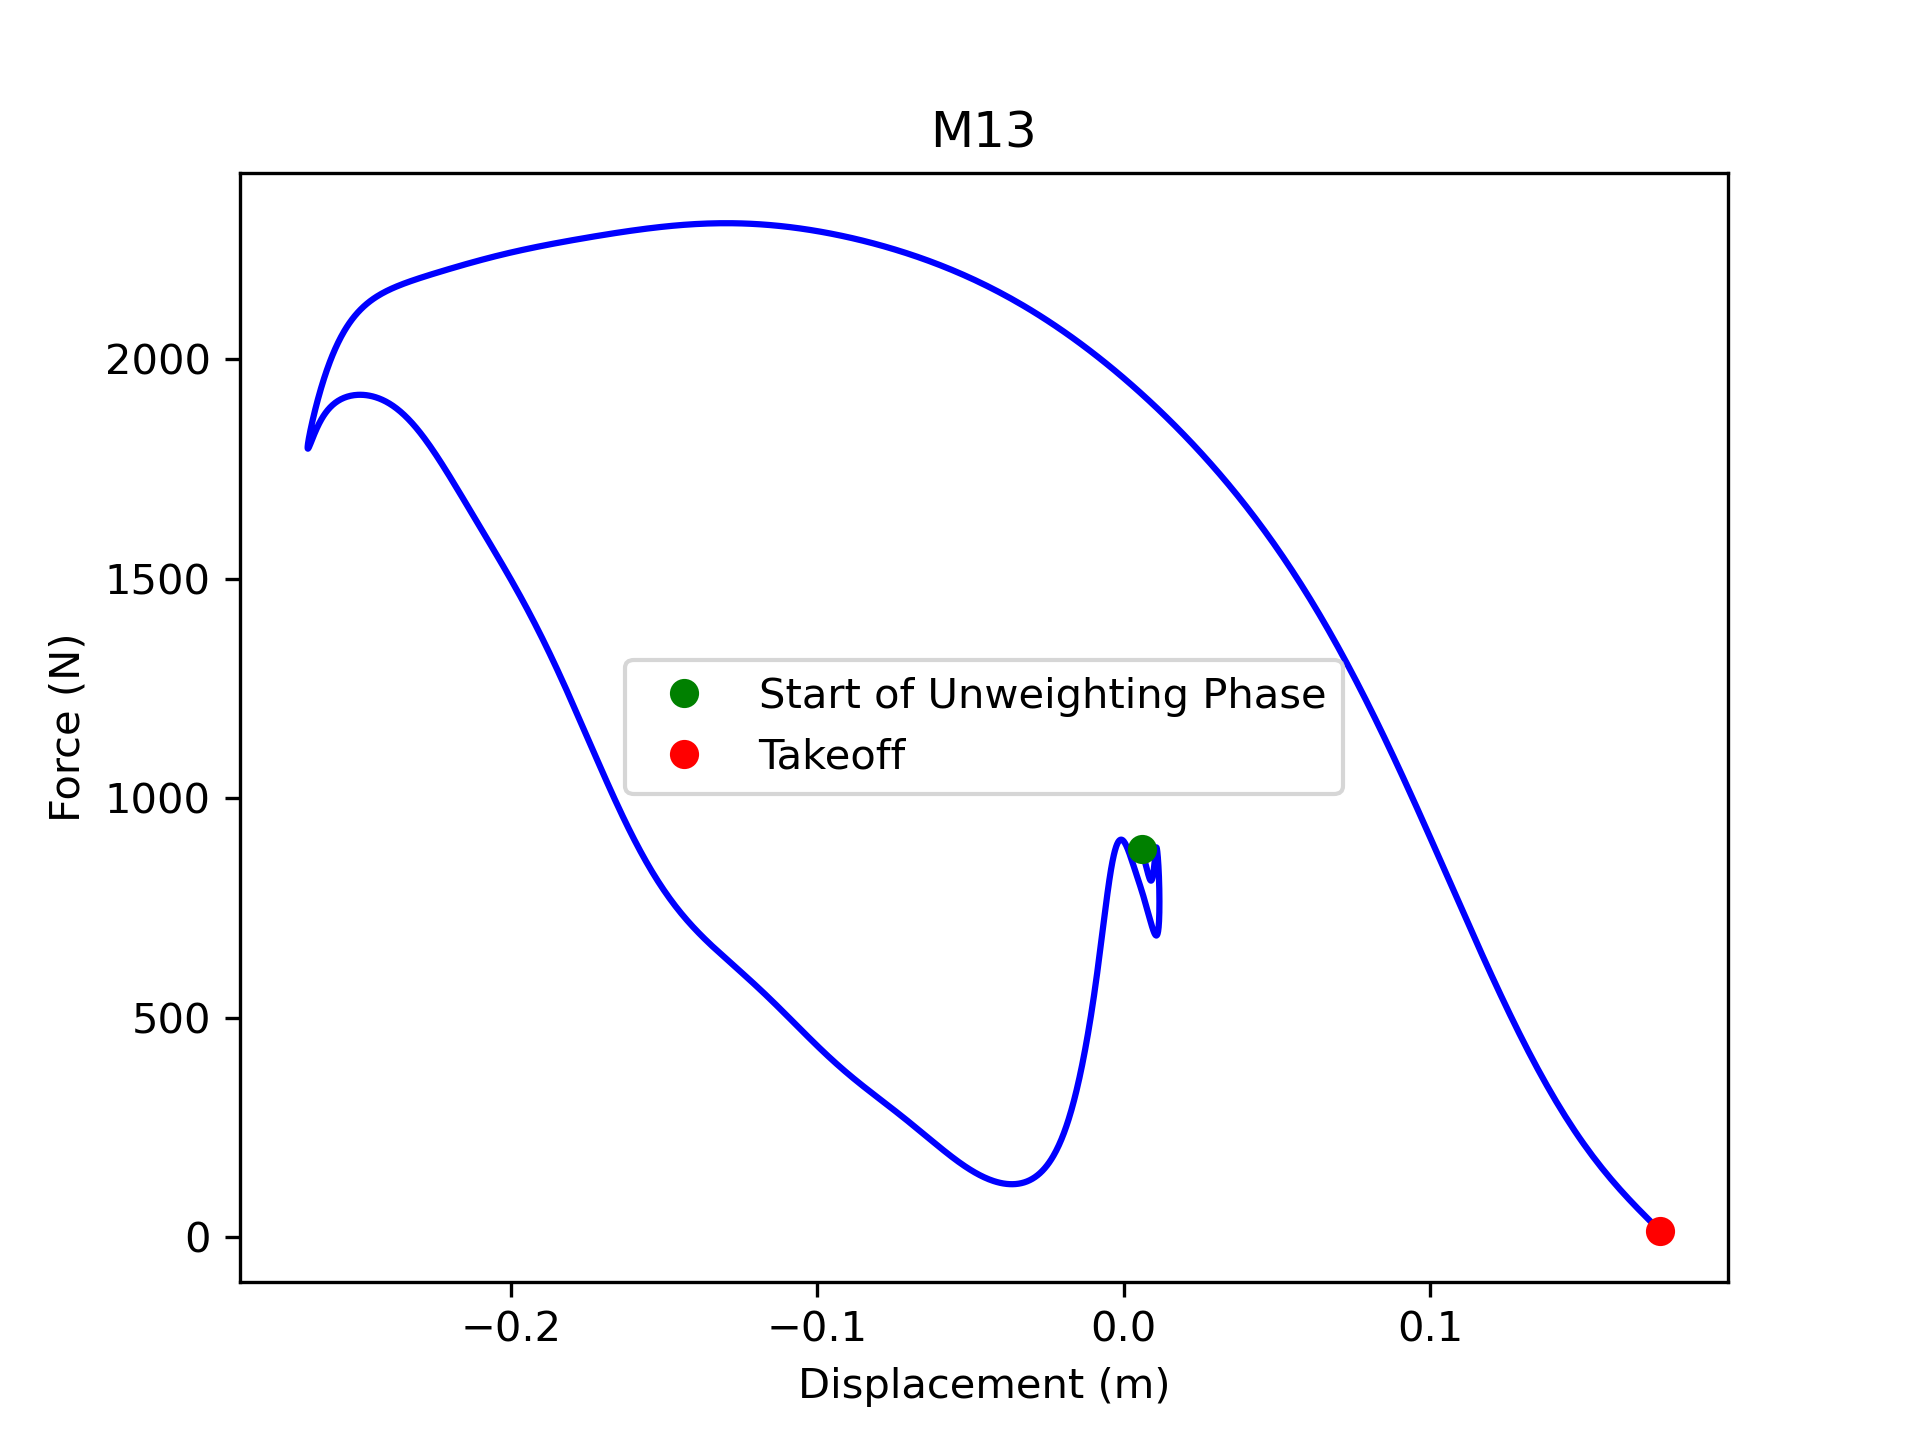 M13
2000
1500
1000
500
0
Force (N)
Start of Unweighting Phase
Takeoff
−0.2
−0.1
0.0
0.1
Displacement (m)